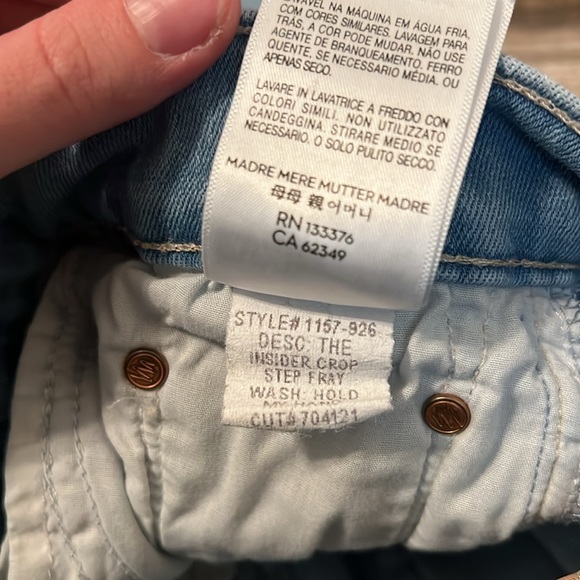 LAVÁVEL NA MÁQUINA EM ÁGUA FRIA,
COM CORES SIMILARES. LAVAGEM PARA
TRÁS, A COR PODE MUDAR. NÃO USE
AGENTE DE BRANQUEAMENTO. FERRO
QUENTE, SE NECESSARIO MÉDIA. OU
APENAS SECO.
LAVARE IN LAVATRICE A FREDDO CON
COLORI SIMILI. NON UTILIZZATO
CANDEGGINA. STIRARE MEDIO SE
NECESSARIO. O SOLO PULITO SECCO.
MADRE MERE MUTTER MADRE
母母 親 어머니
RN 133376
CA 62349
STYLE# 1157-926
DESC: THE
INSIDER CROP
STEP FRAY
WASH: HOLD
CUT# 704121